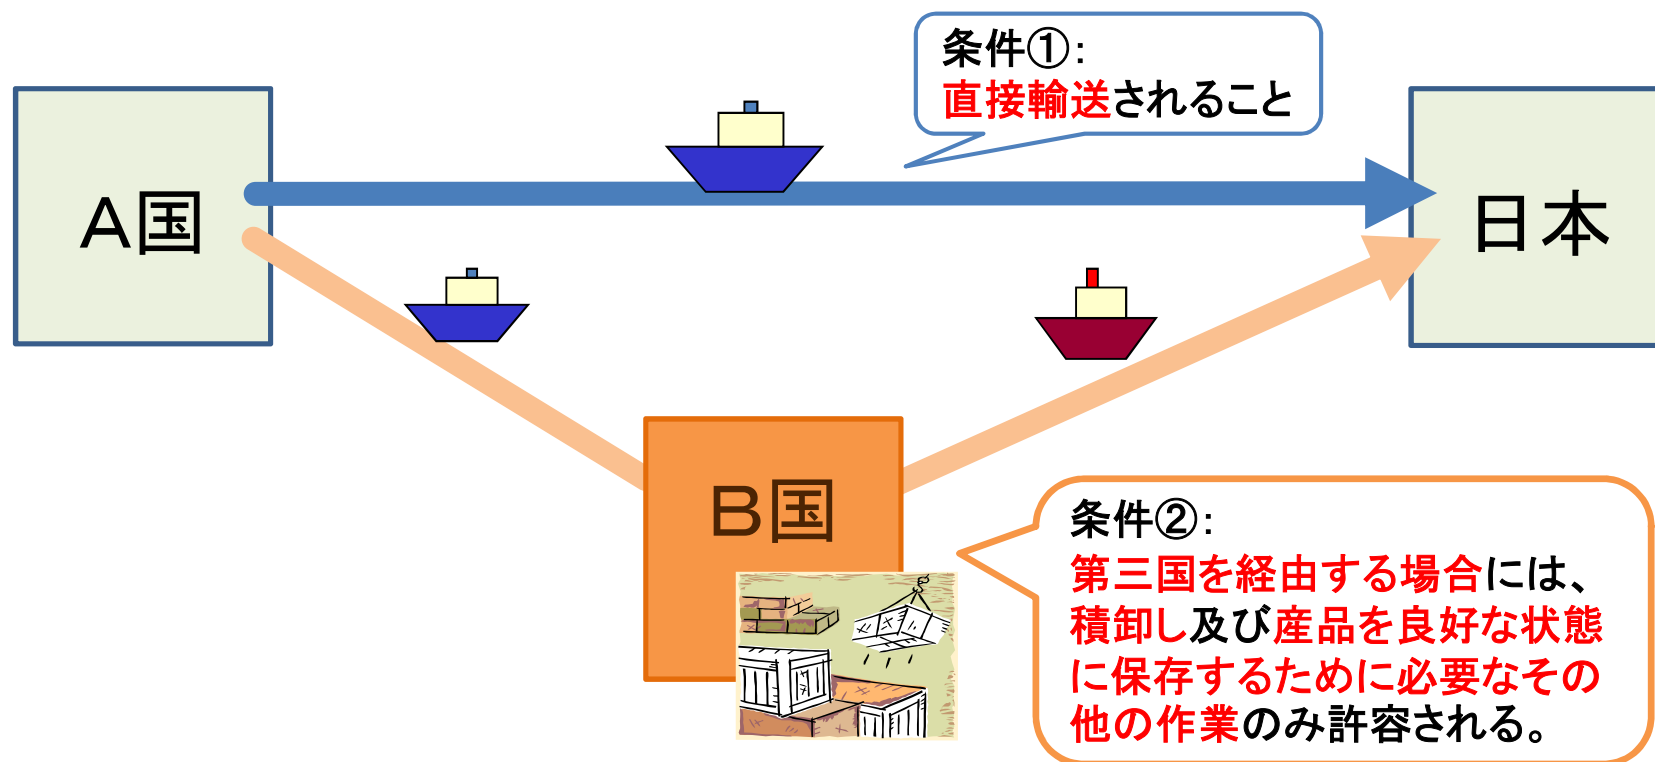 条件①：
直接輸送されること
A国
日本
B国
条件②：
第三国を経由する場合には、
積卸し及び産品を良好な状態
に保存するために必要なその
他の作業のみ許容される。